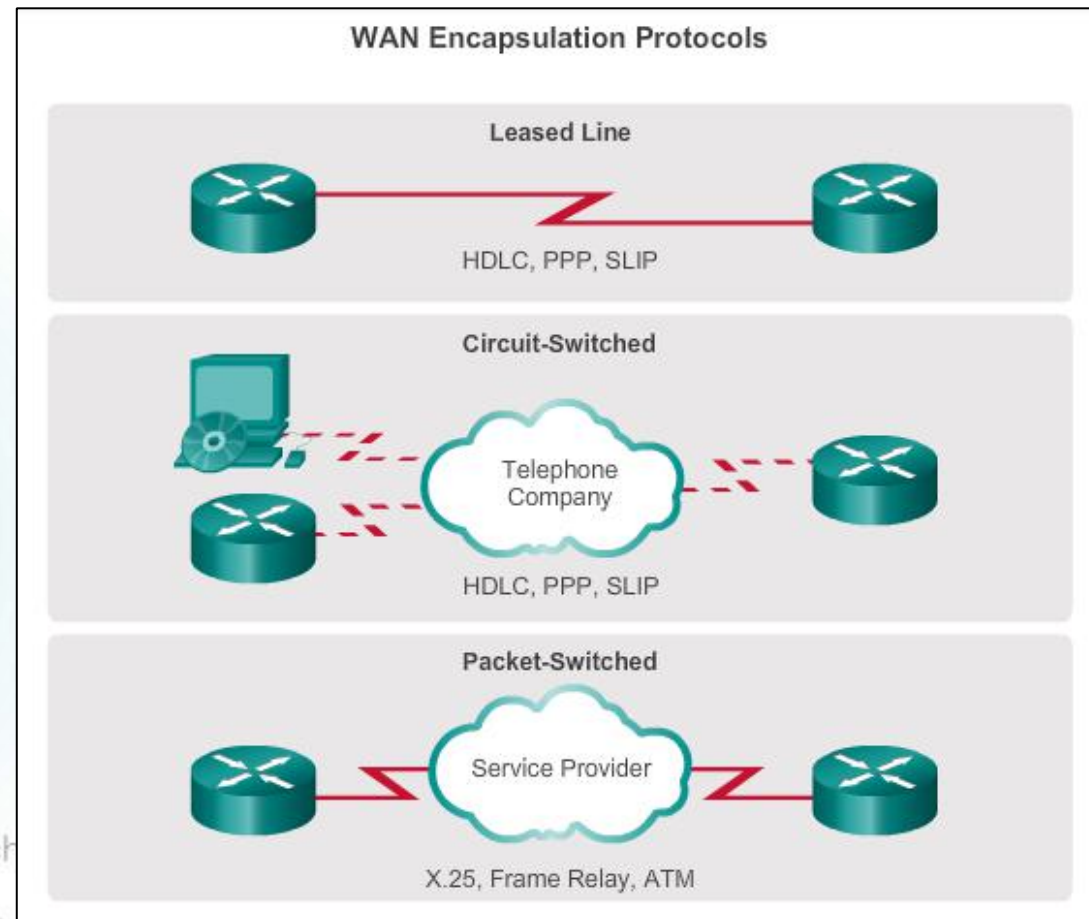 WAN Encapsulation Protocols
Leased Line
HDLC, PPP, SLIP
Circuit-Switched
Telephone
Company
HDLC, PPP, SLIP
Packet-Switched
Service Provider
X.25, Frame Relay, ATM